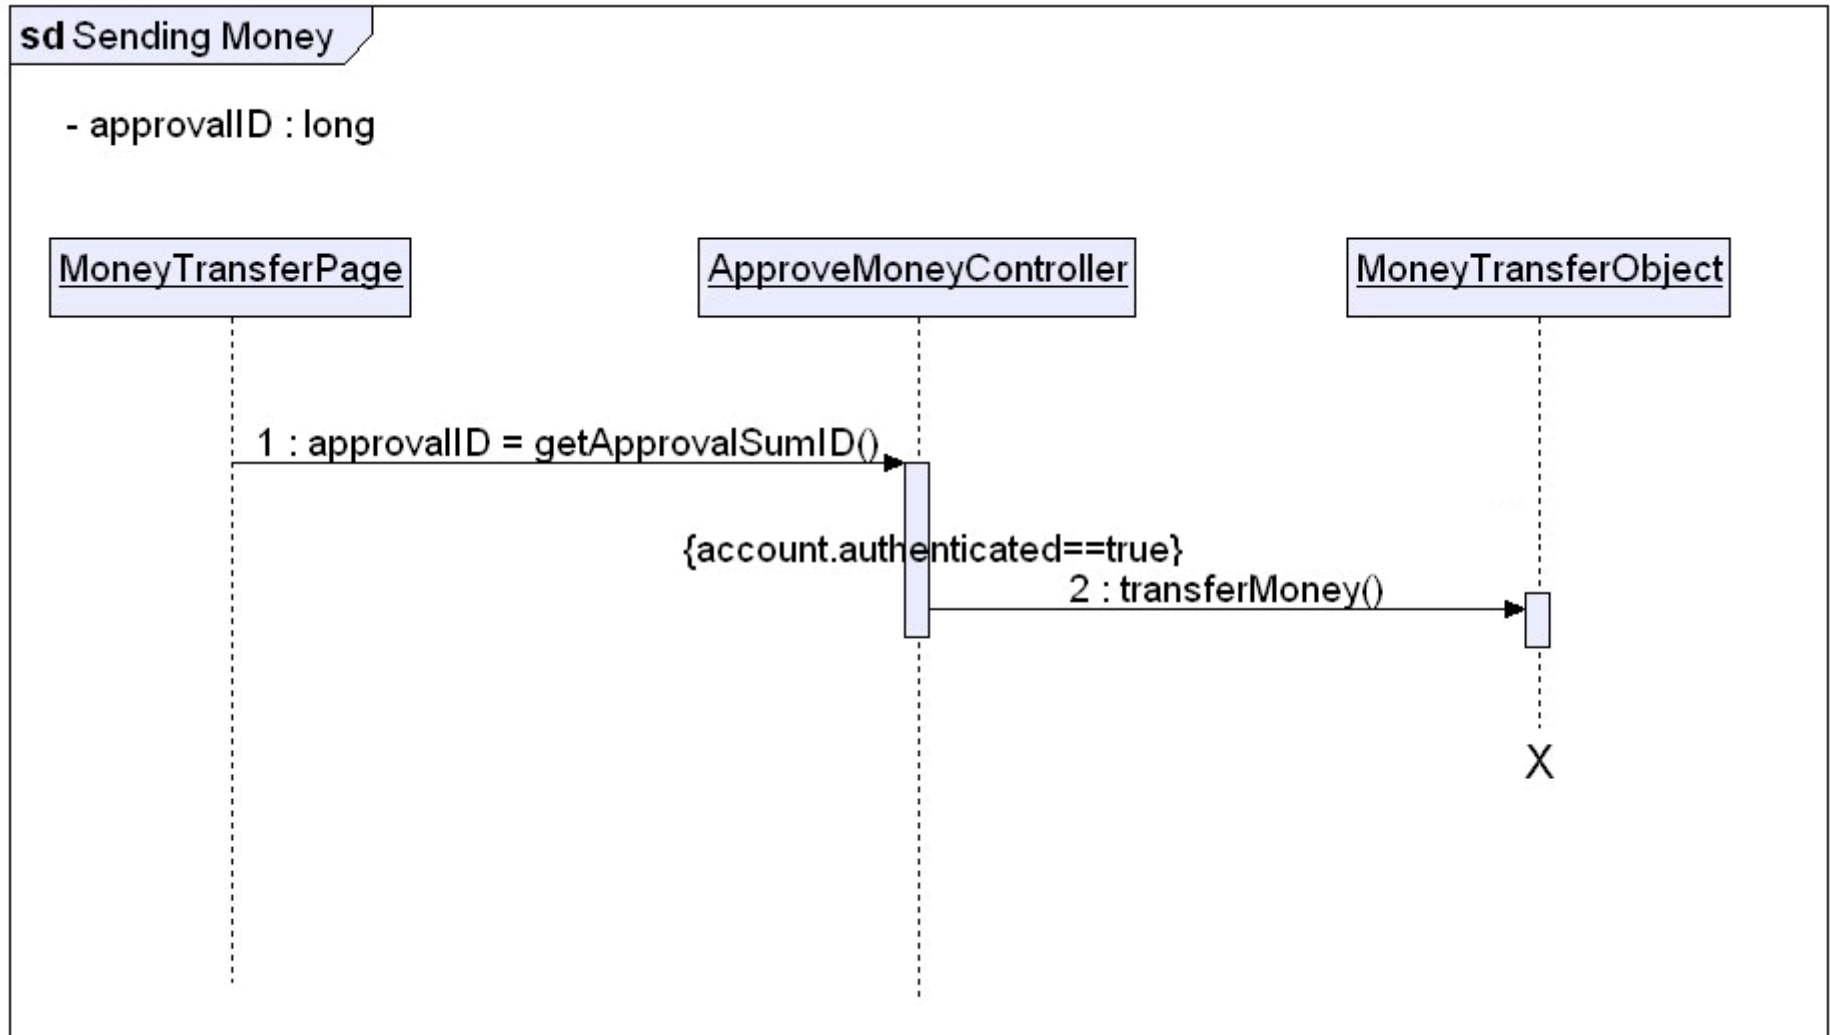 sd Sending Money
- approvalID : long
MoneyTransferPage
ApproveMoneyController
MoneyTransferObject
1 : approvalID = getApprovalSumID()
{account.authenticated==true}
2 : transferMoney()
X